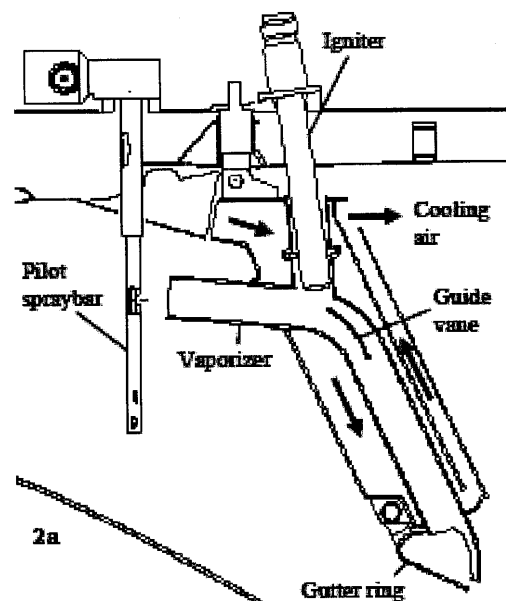 Igniter
Cooling
air
Pilot
spraybar
Guide
vane
Vaporizer
2a
Gutter ring